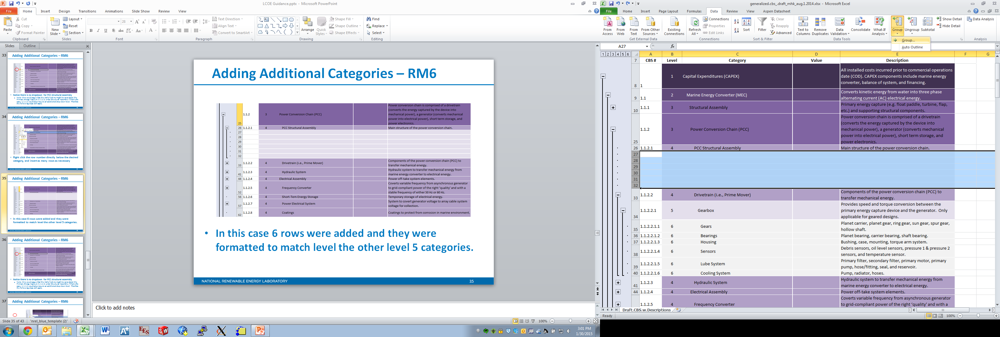 LCOE Guidance.pptx - Microsoft PowerPoint
File Home Insert Design Transitions Animations Slide Show Review View
Paste
Cut
Copy
Format Painter
Clipboard
New Slide
Layout
Reset
Section
Slides
28
B I U S abc AV Aa A
Font
Text Direction
Align Text
Convert to SmartArt
Paragraph
Arrange
Quick Styles
Shape Fill
Shape Outline
Shape Effects
Drawing
Find
Replace
Select
Editing
Slides Outline
33
Adding Additional Categories – RM6
Notice there is no dropdown for PCC structural assembly
34
Adding Additional Categories – RM6
Right click the row number directly below the desired
category, and insert as many rows as necessary
35
Adding Additional Categories – RM6
In this case 6 rows were added and they were
formatted to match level the other level 5 categories.
36
Adding Additional Categories – RM6
Notice there is no dropdown for PCC structural assembly
37
Adding Additional Categories – RM6
Adding Additional Categories – RM6
25 1.1.2 3 Power Conversion Chain (PCC)
Power conversion chain is comprised of a drivetrain
(converts the energy captured by the device into
mechanical power), a generator (converts mechanical
power into electrical power), short term storage, and
power electronics.
26 1.1.2.1 4 PCC Structural Assembly Main structure of the power conversion chain.
27
28
29
30
31
32
33 1.1.2.2 4 Drivetrain (i.e., Prime Mover)
Components of the power conversion chain (PCC) to
transfer mechanical energy.
41 1.1.2.3 4 Hydraulic System
Hydraulic system to transfer mechanical energy from
marine energy converter to electrical energy.
44 1.1.2.4 4 Electrical Assembly Power off-take system elements.
52 1.1.2.5 4 Frequency Converter
Coverts variable frequency from asynchronous generator
to grid-compliant power of the right 'quality' and with a
stable frequency of either 50 Hz or 60 Hz.
56 1.1.2.6 4 Short-Tem Energy Storage Temporary storage of electrical energy.
57 1.1.2.7 4 Power Electrical System
System to covert generator voltage to array cable system
voltage for collection.
62 1.1.2.8 4 Coatings Coatings to protect from corrosion in marine environment.
• In this case 6 rows were added and they were
formatted to match level the other level 5 categories.
NATIONAL RENEWABLE ENERGY LABORATORY 35
Click to add notes
Slide 35 of 43 "nrel_blue_template (2)" 100%
3:01 PM
1/30/2015
generalized.cbs_.draft_mhk_aug.1.2014.xlsx - Microsoft Excel
File Home Insert Page Layout Formulas Data Review View Aspen Datasheet
From Access
From Web
From Text
From Other Sources
Existing Connections
Get External Data
Refresh All
Connections
Properties
Edit Links
Connections
Sort
Filter
Clear
Reapply
Advanced
Sort & Filter
Text to Columns
Remove Duplicates
Data Validation
Consolidate
What-If Analysis
Data Tools
Group
Ungroup
Subtotal
Show Detail
Hide Detail
Data Analysis
Analysis
Group...
Auto Outline
A27 fx
1 2 3 4 5 6 A B C D E F G
7 CBS # Level Category Value Description
8 1 1 Capital Expenditures (CAPEX)
All installed costs incurred prior to commercial operations
date (COD). CAPEX components include marine energy
converter, balance of system, and financing.
9 1.1 2 Marine Energy Converter (MEC)
Converts kinetic energy from water into three phase
alternating current (AC) electrical energy.
10 1.1.1 3 Structural Assembly
Primary energy capture (e.g. float paddle, turbine, flap,
etc.) and supporting structural components.
25 1.1.2 3 Power Conversion Chain (PCC)
Power conversion chain is comprised of a drivetrain
(converts the energy captured by the device into
mechanical power), a generator (converts mechanical
power into electrical power), short term storage, and
power electronics.
26 1.1.2.1 4 PCC Structural Assembly Main structure of the power conversion chain.
27
28
29
30
31
32
33 1.1.2.2 4 Drivetrain (i.e., Prime Mover)
Components of the power conversion chain (PCC) to
transfer mechanical energy.
34 1.1.2.2.1 5 Gearbox
Provides speed and torque conversion between the
primary energy capture device and the generator. Only
applicable for geared designs.
35 1.1.2.2.1.1 6 Gears
Planet carrier, planet gear, ring gear, sun gear, spur gear,
hollow shaft.
36 1.1.2.2.1.2 6 Bearings Planet bearing, carrier bearing, shaft bearing.
37 1.1.2.2.1.3 6 Housing Bushing, case, mounting, torque arm system.
38 1.1.2.2.1.4 6 Sensors
Debris sensors, oil level sensors, pressure 1 & pressure 2
sensors, and temperature sensor.
39 1.1.2.2.1.5 6 Lube System
Primary filter, secondary filter, primary motor, primary
pump, hose/fitting, seal, and reservoir.
40 1.1.2.2.1.6 6 Cooling System Pump, radiator, hoses.
41 1.1.2.3 4 Hydraulic System
Hydraulic system to transfer mechanical energy from
marine energy converter to electrical energy.
44 1.1.2.4 4 Electrical Assembly Power off-take system elements.
1.1.2.5 4 Frequency Converter
Coverts variable frequency from asynchronous generator
to grid-compliant power of the right 'quality' and with a
Draft.CBS.w.Descriptions
Ready 100%